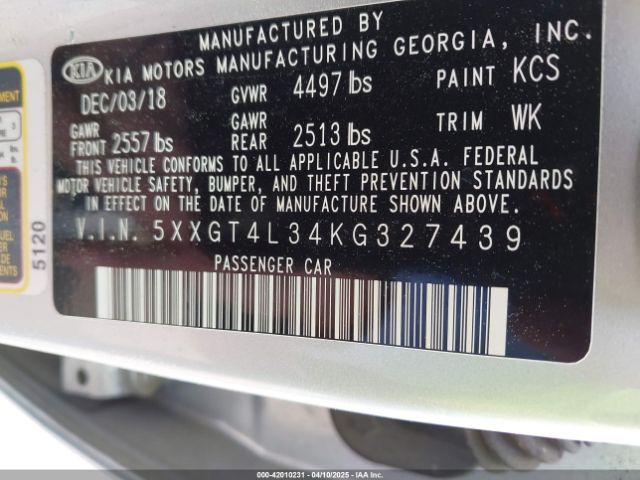 MANUFACTURED BY
KIA KIA MOTORS MANUFACTURING GEORGIA, INC.
DEC/03/18 GVWR 4497 lbs PAINT KCS
GAWR FRONT 2557 lbs GAWR REAR 2513 lbs TRIM WK
THIS VEHICLE CONFORMS TO ALL APPLICABLE U.S.A. FEDERAL
MOTOR VEHICLE SAFETY, BUMPER, AND THEFT PREVENTION STANDARDS
IN EFFECT ON THE DATE OF MANUFACTURE SHOWN ABOVE.
V.I.N. 5XXGT4L34KG327439
PASSENGER CAR
5120
000-42010231 - 04/10/2025 - IAA Inc.